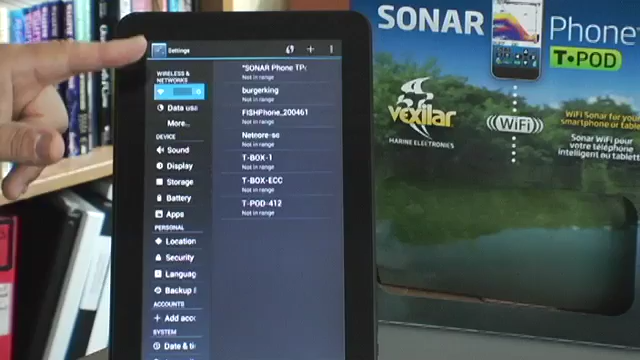 Settings
WIRELESS &
NETWORKS
Data usa
More...
DEVICE
Sound
Display
Storage
Battery
Apps
PERSONAL
Location
Security
Languag
Backup
ACCOUNTS
+ Add acco
SYSTEM
Date & ti
"SONAR Phone TP
Not in range
burgerking
Not in range
FISHPhone_200461
Not in range
Not in range
T-BOX-1
Not in range
T-BOX-ECC
Not in range
T-POD-412
Not in range
SONAR Phone
T•POD
vexilar
MARINE ELECTRONICS
((WiFi))
WiFi Sonar for your
smartphone or table
Sonar WiFi pour
votre téléphone
intelligent ou tablet